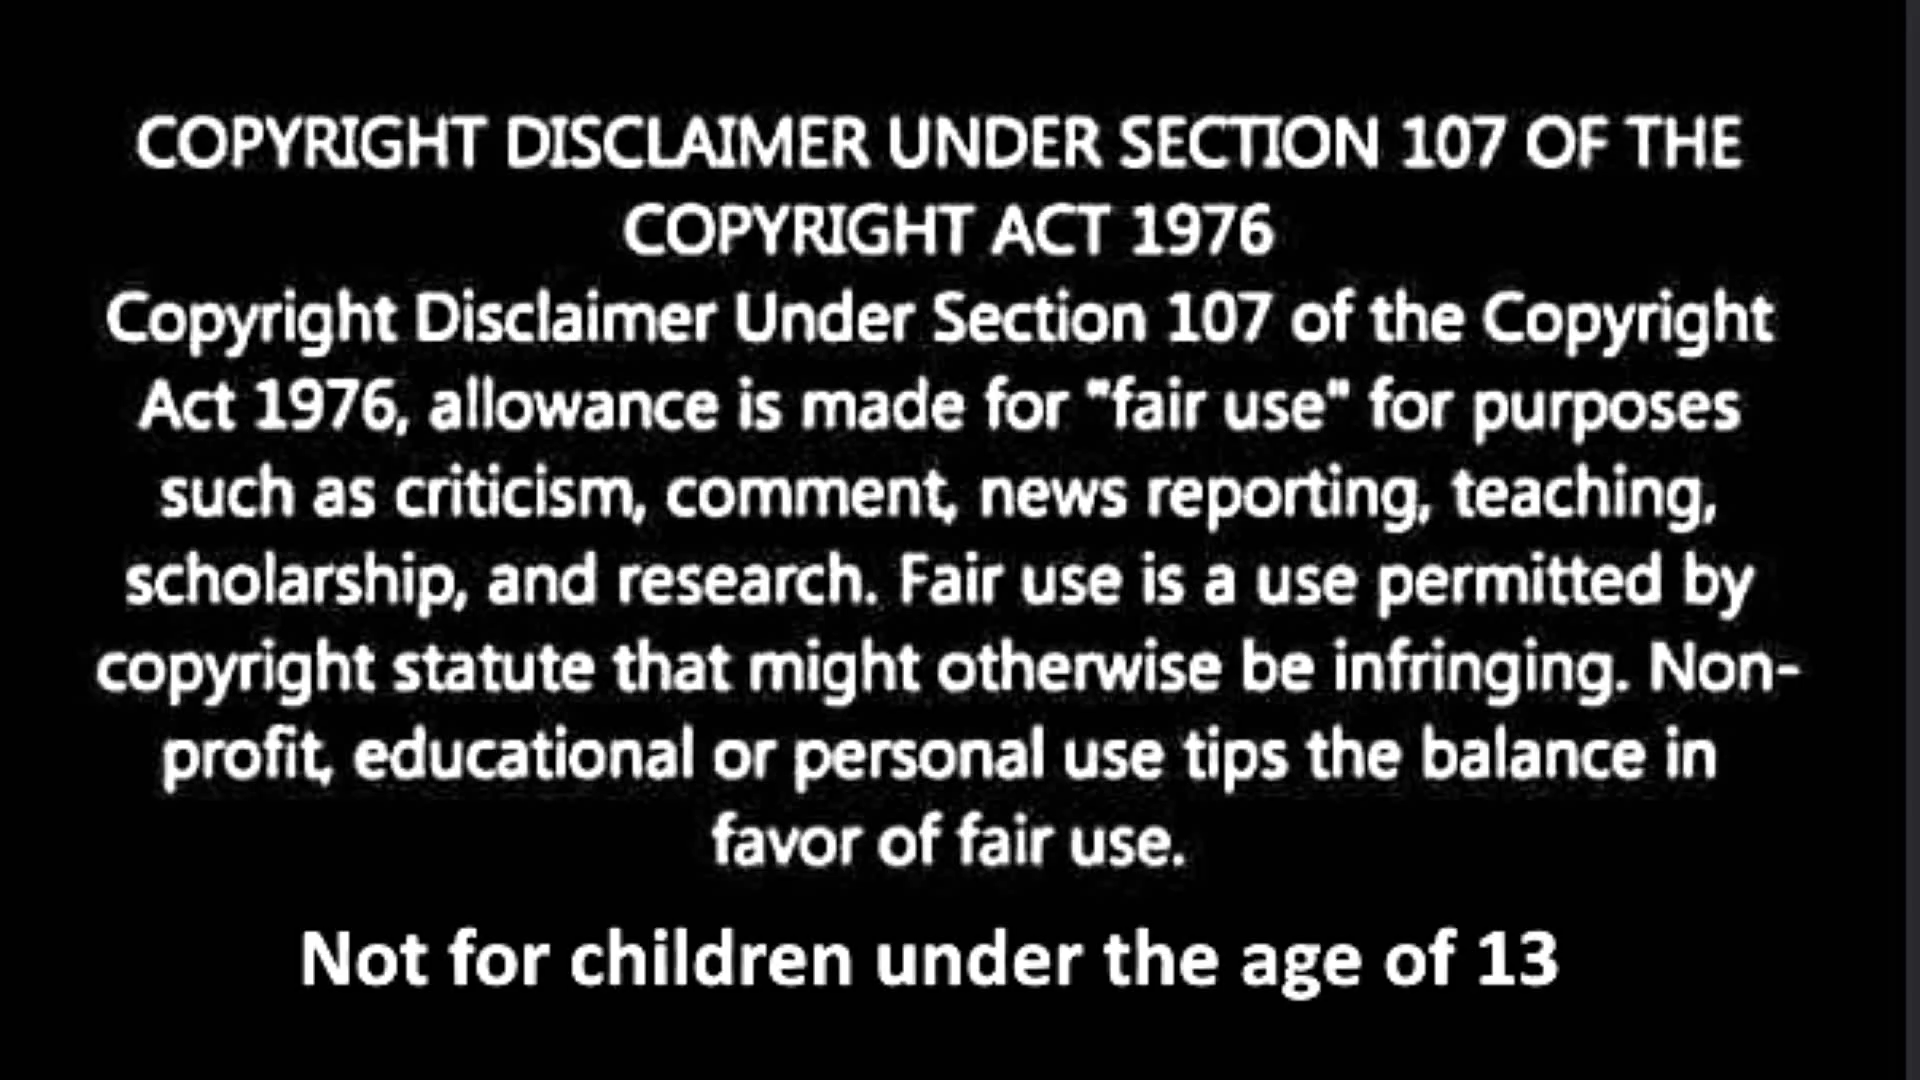 COPYRIGHT DISCLAIMER UNDER SECTION 107 OF THE
COPYRIGHT ACT 1976
Copyright Disclaimer Under Section 107 of the Copyright
Act 1976, allowance is made for "fair use" for purposes
such as criticism, comment, news reporting, teaching,
scholarship, and research. Fair use is a use permitted by
copyright statute that might otherwise be infringing. Non-
profit, educational or personal use tips the balance in
favor of fair use.
Not for children under the age of 13